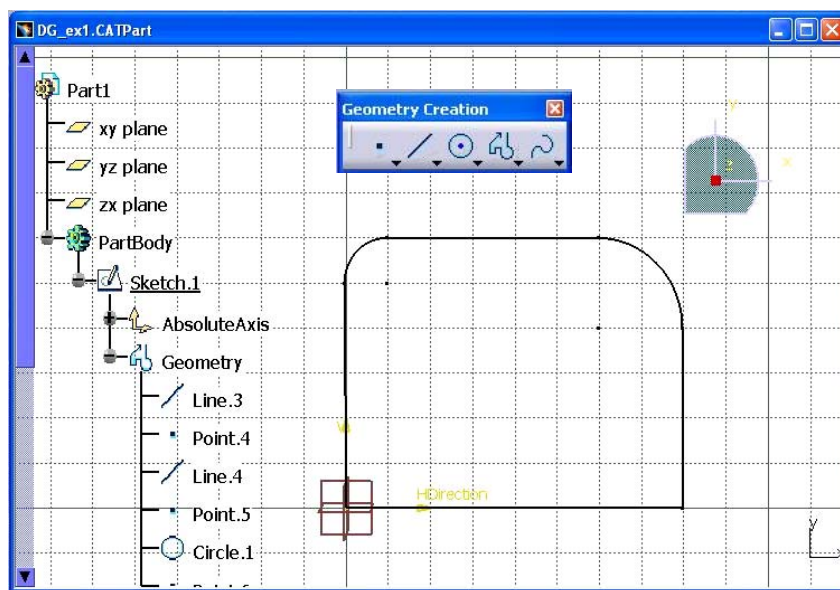 DG_ex1.CATPart
Part1
xy plane
yz plane
zx plane
PartBody
Sketch.1
AbsoluteAxis
Geometry
Line.3
Point.4
Line.4
Point.5
Circle.1
Geometry Creation
y
z
x
HDirection
y